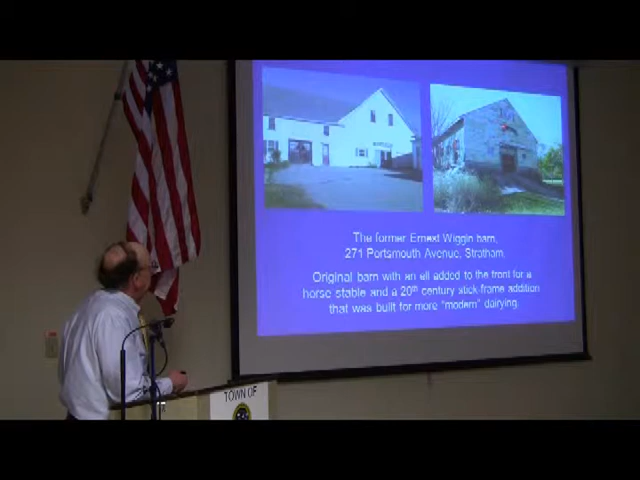 The former Ernest Wiggin barn,
271 Portsmouth Avenue, Stratham,
Original barn with an ell added to the front for a
horse stable and a 20th century stick-frame addition
that was built for more "modern" dairying.
TOWN OF